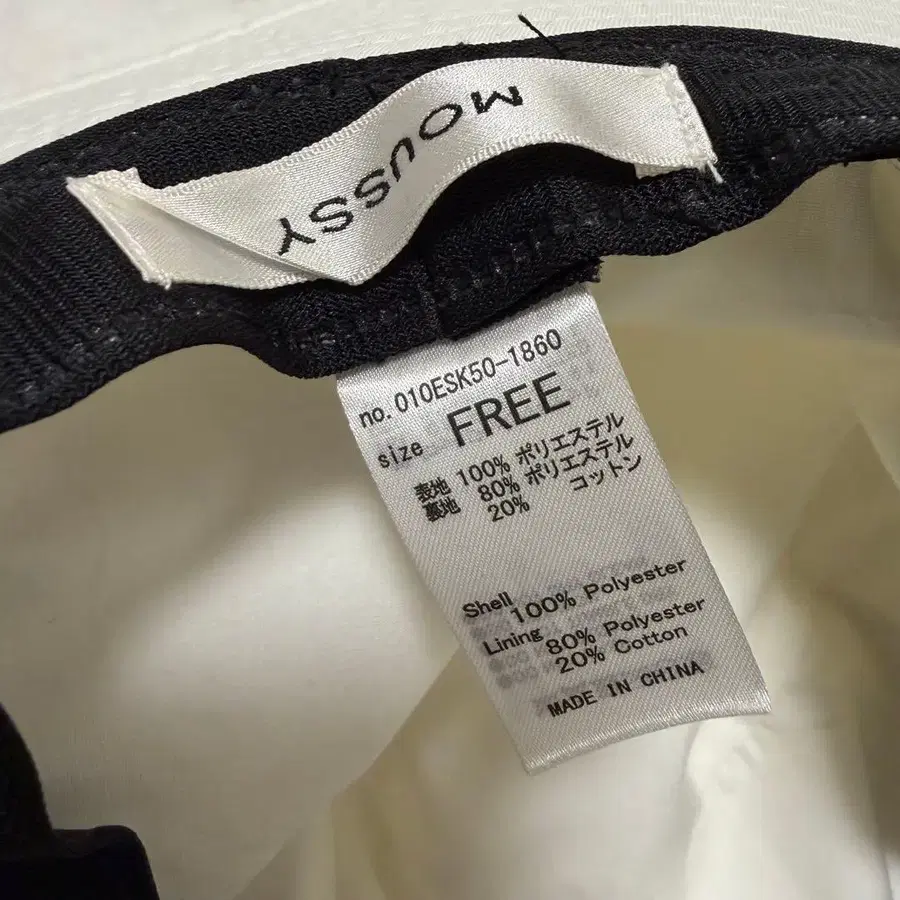 MOUSSY
no. 010ESK50-1860
size FREE
表地 100% ポリエステル
裏地 80% ポリエステル
20% コットン
Shell
100% Polyester
Lining
80% Polyester
20% Cotton
MADE IN CHINA